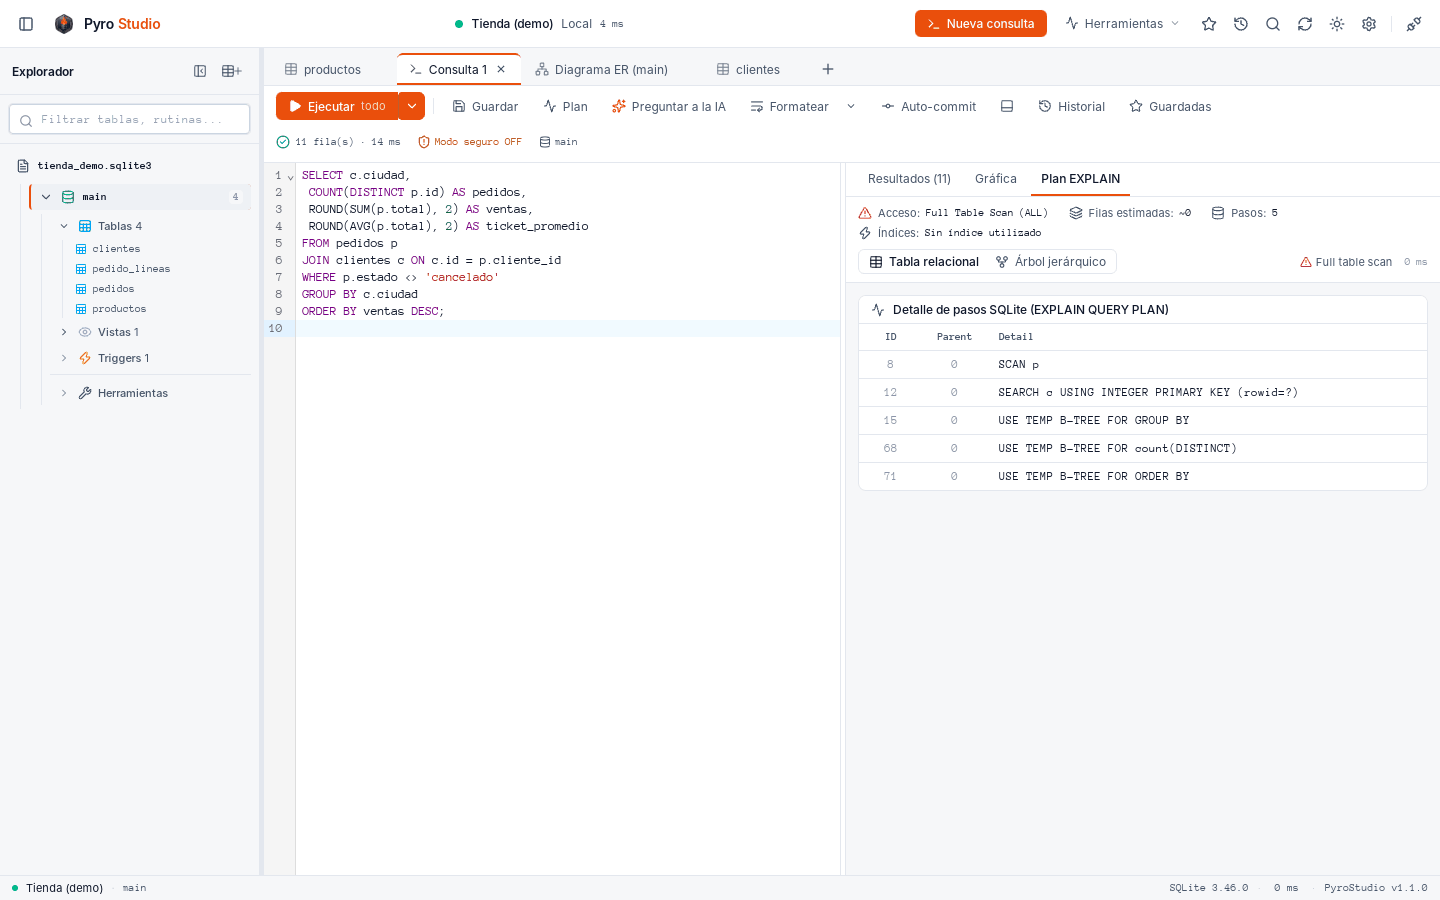 Pyro Studio
Tienda (demo) Local 4 ms
Nueva consulta
Herramientas
Explorador
Filtrar tablas, rutinas...
tienda_demo.sqlite3
main 4
Tablas 4
clientes
pedido_lineas
pedidos
productos
Vistas 1
Triggers 1
Herramientas
productos
Consulta 1
Diagrama ER (main)
clientes
Ejecutar todo
Guardar
Plan
Preguntar a la IA
Formatear
Auto-commit
Historial
Guardadas
11 fila(s) · 14 ms
Modo seguro OFF
main
1 SELECT c.ciudad,
2 COUNT(DISTINCT p.id) AS pedidos,
3 ROUND(SUM(p.total), 2) AS ventas,
4 ROUND(AVG(p.total), 2) AS ticket_promedio
5 FROM pedidos p
6 JOIN clientes c ON c.id = p.cliente_id
7 WHERE p.estado <> 'cancelado'
8 GROUP BY c.ciudad
9 ORDER BY ventas DESC;
10
Resultados (11)
Gráfica
Plan EXPLAIN
Acceso: Full Table Scan (ALL)
Filas estimadas: ~0
Pasos: 5
Índices: Sin índice utilizado
Tabla relacional
Árbol jerárquico
Full table scan 0 ms
Detalle de pasos SQLite (EXPLAIN QUERY PLAN)
ID Parent Detail
8 0 SCAN p
12 0 SEARCH c USING INTEGER PRIMARY KEY (rowid=?)
15 0 USE TEMP B-TREE FOR GROUP BY
68 0 USE TEMP B-TREE FOR count(DISTINCT)
71 0 USE TEMP B-TREE FOR ORDER BY
Tienda (demo) · main
SQLite 3.46.0 · 0 ms · PyroStudio v1.1.0